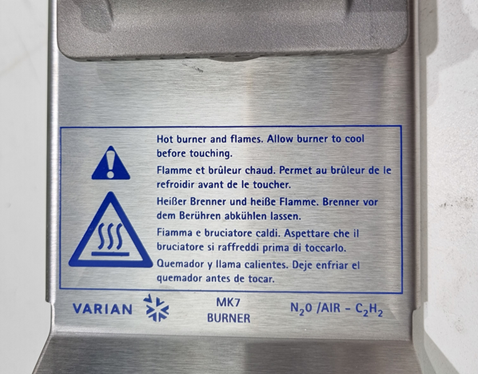 Hot burner and flames. Allow burner to cool
before touching.
Flamme et brûleur chaud. Permet au brûleur de le
refroidir avant de le toucher.
Heißer Brenner und heiße Flamme. Brenner vor
dem Berühren abkühlen lassen.
Fiamma e bruciatore caldi. Aspettare che il
bruciatore si raffreddi prima di toccarlo.
Quemador y llama calientes. Deje enfriar el
quemador antes de tocar.
VARIAN
MK7
BURNER
N₂O /AIR – C₂H₂